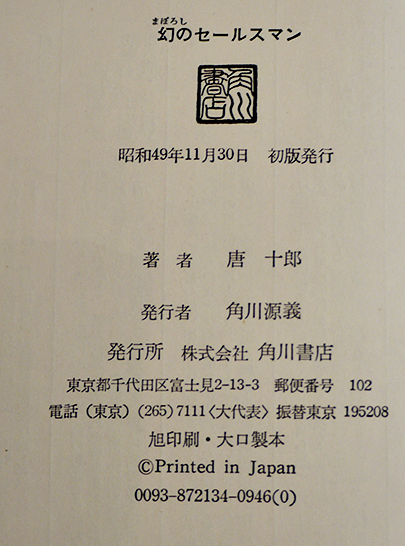 まぼろし
幻のセールスマン
角川書店
昭和49年11月30日 初版発行
著者 唐 十郎
発行者 角川源義
発行所 株式会社 角川書店
東京都千代田区富士見2-13-3 郵便番号 102
電話(東京)(265)7111〈大代表〉振替東京 195208
旭印刷・大口製本
©Printed in Japan
0093-872134-0946(0)